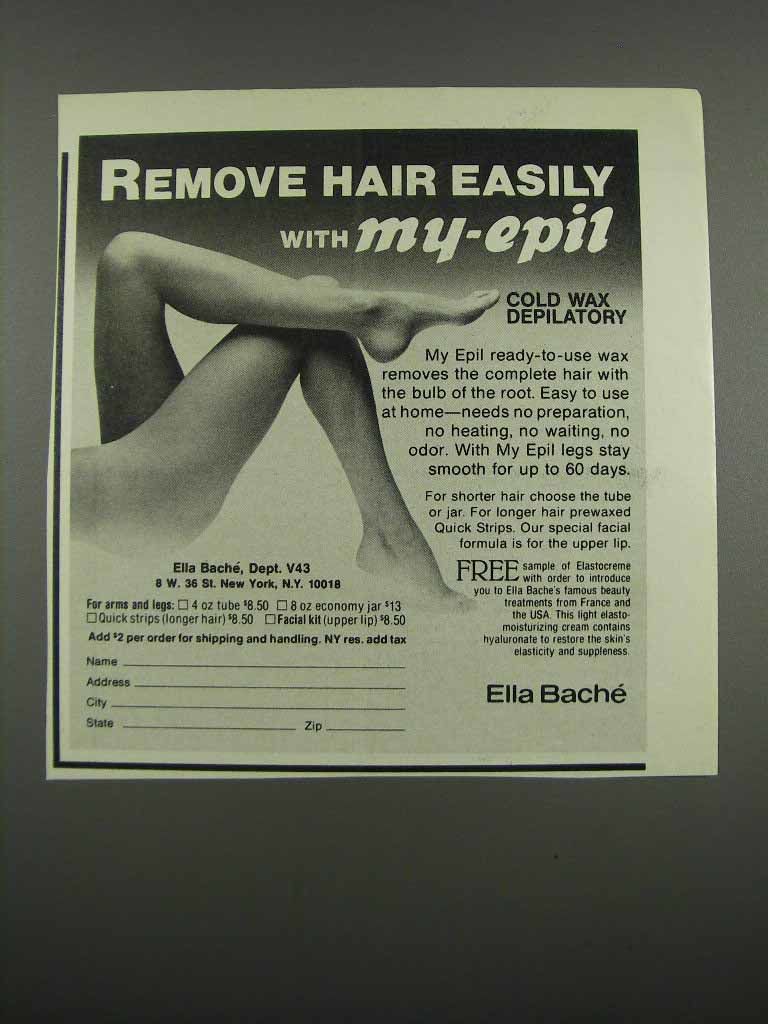 REMOVE HAIR EASILY
WITH my-epil
COLD WAX
DEPILATORY
My Epil ready-to-use wax
removes the complete hair with
the bulb of the root. Easy to use
at home—needs no preparation,
no heating, no waiting, no
odor. With My Epil legs stay
smooth for up to 60 days.
For shorter hair choose the tube
or jar. For longer hair prewaxed
Quick Strips. Our special facial
formula is for the upper lip.
FREE sample of Elastocreme
with order to introduce
you to Ella Bache's famous beauty
treatments from France and
the USA. This light elasto-
moisturizing cream contains
hyaluronate to restore the skin's
elasticity and suppleness.
Ella Baché
Ella Baché, Dept. V43
8 W. 36 St. New York, N.Y. 10018
For arms and legs: ☐ 4 oz tube $8.50 ☐ 8 oz economy jar $13
☐ Quick strips (longer hair) $8.50 ☐ Facial kit (upper lip) $8.50
Add $2 per order for shipping and handling. NY res. add tax
Name
Address
City
State Zip